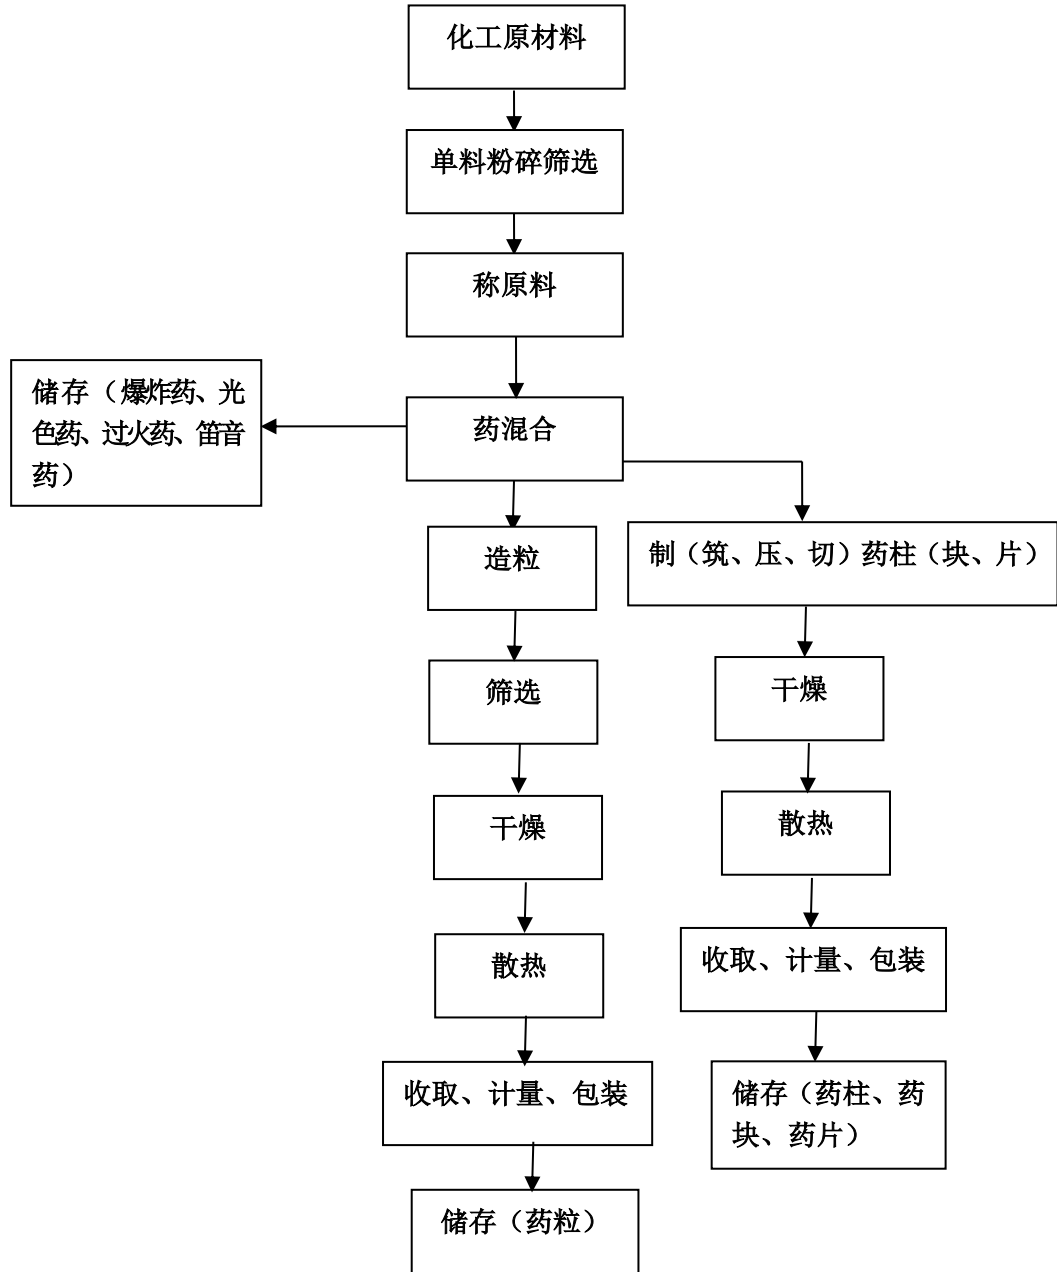 化工原材料
单料粉碎筛选
称原料
储存（爆炸药、光
色药、过火药、笛音
药）
药混合
造粒
制（筑、压、切）药柱（块、片）
筛选
干燥
干燥
散热
散热
收取、计量、包装
收取、计量、包装
储存（药柱、药
块、药片）
储存（药粒）